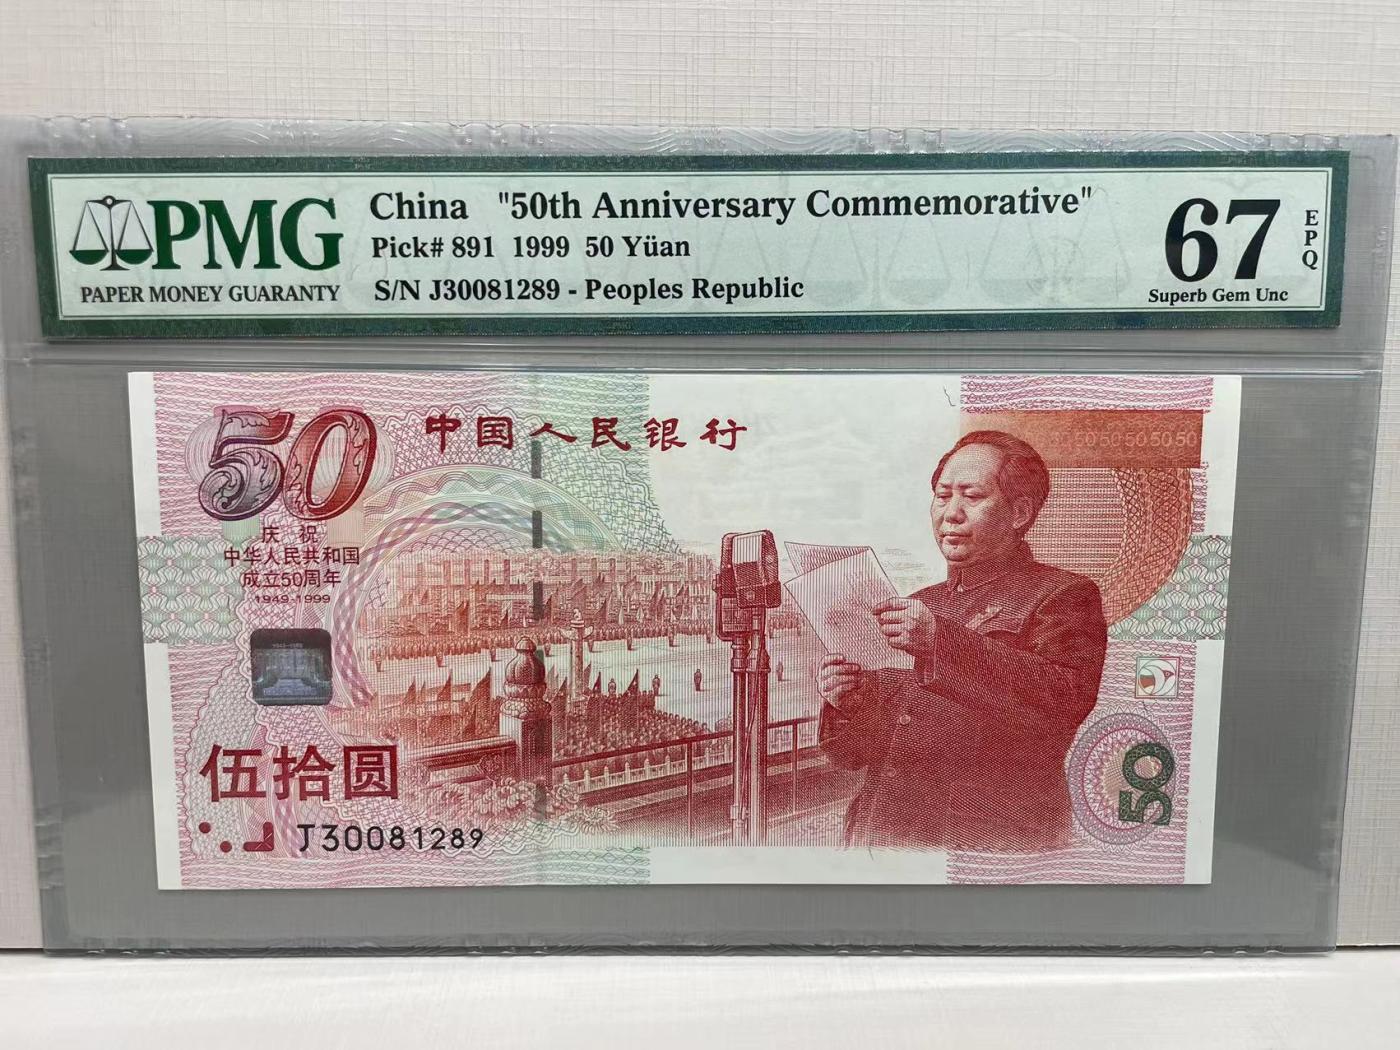 PMG
PAPER MONEY GUARANTY
China "50th Anniversary Commemorative"
Pick# 891 1999 50 Yüan
S/N J30081289 - Peoples Republic
67
EPQ
Superb Gem Unc
50
中国人民银行
505050505050
庆祝
中华人民共和国
成立50周年
1949-1999
伍拾圆
J30081289
50